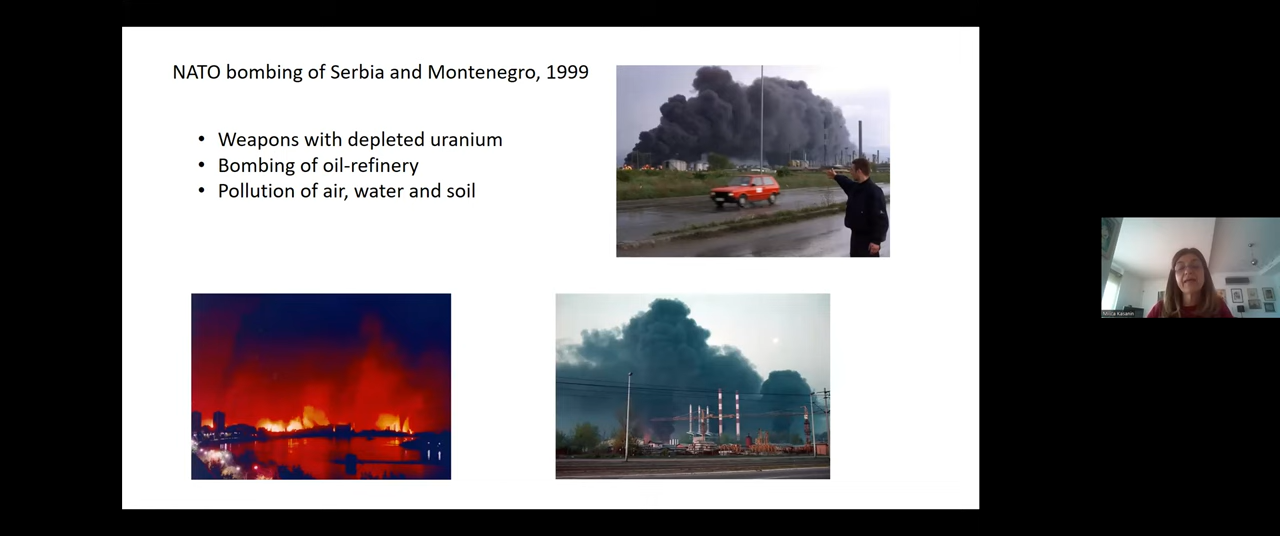 NATO bombing of Serbia and Montenegro, 1999
• Weapons with depleted uranium
• Bombing of oil-refinery
• Pollution of air, water and soil